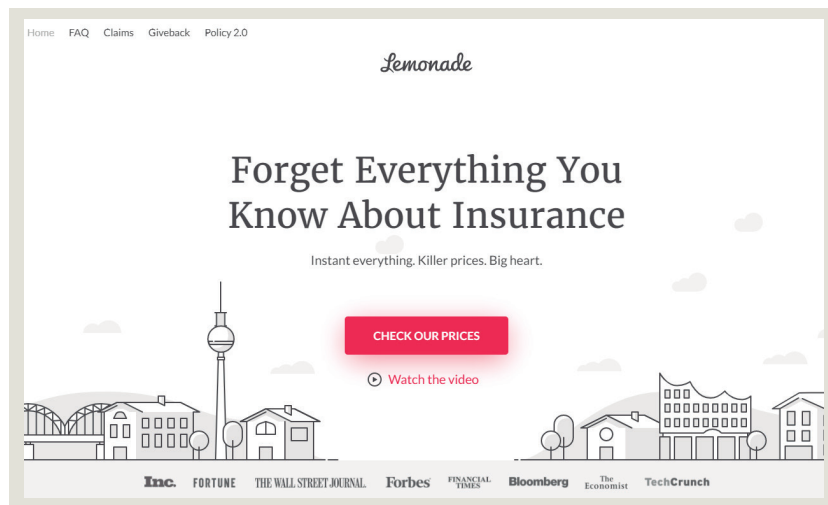 Home FAQ Claims Giveback Policy 2.0
Lemonade
Forget Everything You
Know About Insurance
Instant everything. Killer prices. Big heart.
CHECK OUR PRICES
Watch the video
Inc. FORTUNE THE WALL STREET JOURNAL. Forbes FINANCIAL TIMES Bloomberg The Economist TechCrunch